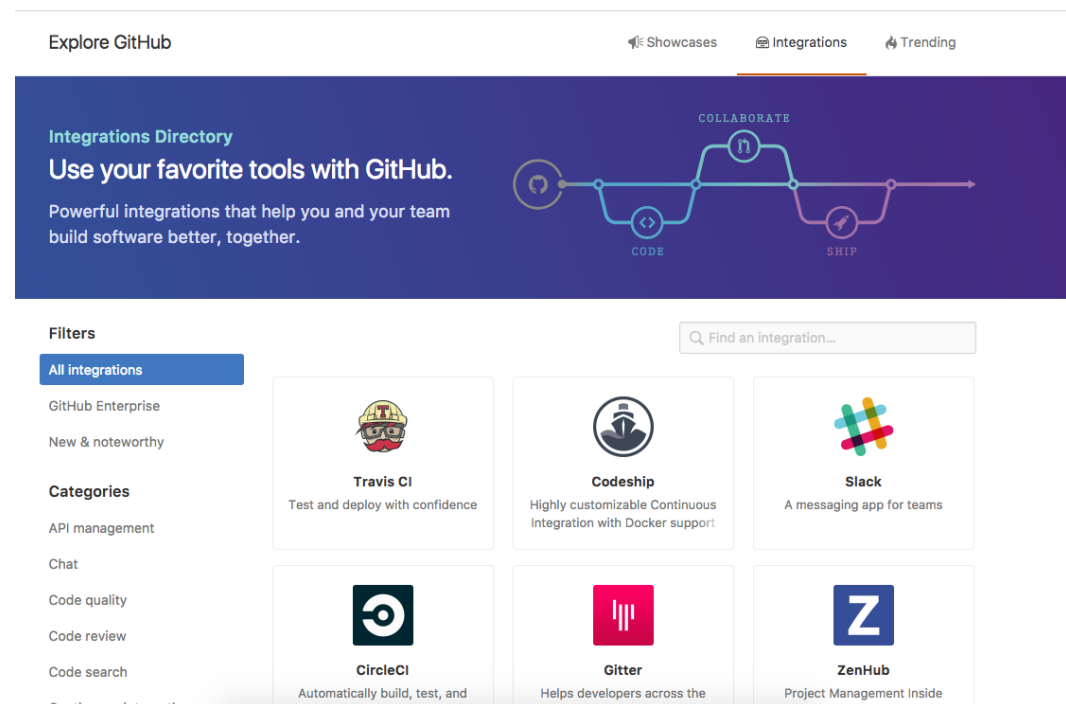 Explore GitHub
Showcases
Integrations
Trending
Integrations Directory
Use your favorite tools with GitHub.
Powerful integrations that help you and your team
build software better, together.
COLLABORATE
CODE
SHIP
Filters
All integrations
GitHub Enterprise
New & noteworthy
Categories
API management
Chat
Code quality
Code review
Code search
Find an integration...
Travis CI
Test and deploy with confidence
Codeship
Highly customizable Continuous
Integration with Docker support
Slack
A messaging app for teams
CircleCI
Automatically build, test, and
Gitter
Helps developers across the
Z
ZenHub
Project Management Inside